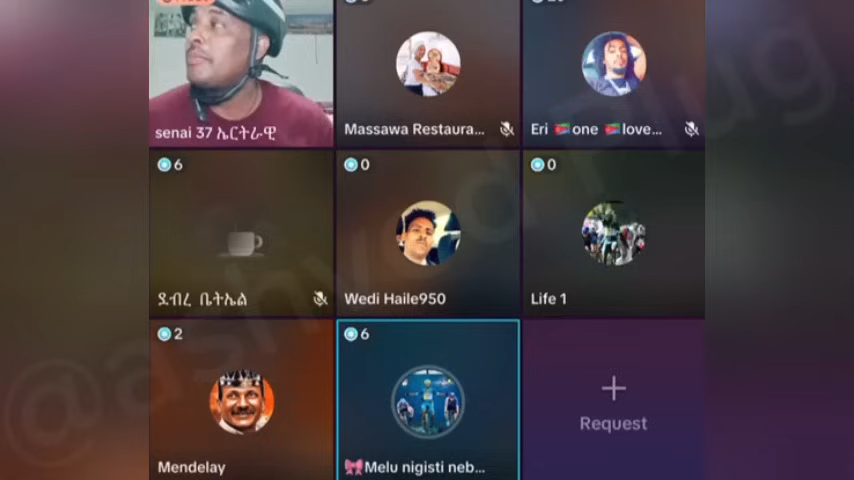 senai 37 ኤርትራዊ
Massawa Restaura...
Eri 🇪🇷one 🇪🇷love...
6
0
0
ደብረ ቤትኤል
Wedi Haile950
Life 1
2
6
Mendelay
🎀Melu nigisti neb...
+
Request